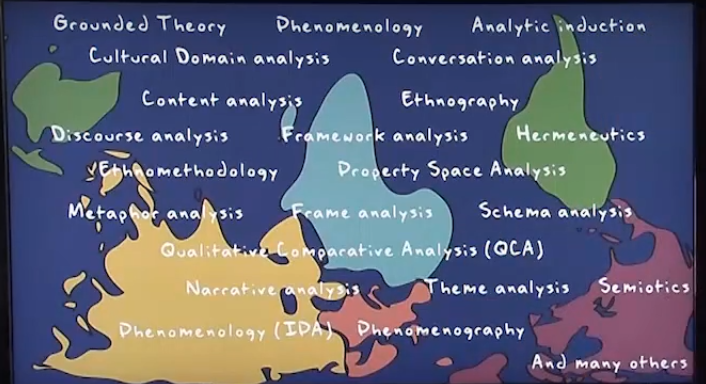 Grounded Theory Phenomenology Analytic induction
Cultural Domain analysis Conversation analysis
Content analysis Ethnography
Discourse analysis Framework analysis Hermeneutics
Ethnomethodology Property Space Analysis
Metaphor analysis Frame analysis Schema analysis
Qualitative Comparative Analysis (QCA)
Narrative analysis Theme analysis Semiotics
Phenomenology (IDA) Phenomenography
And many others